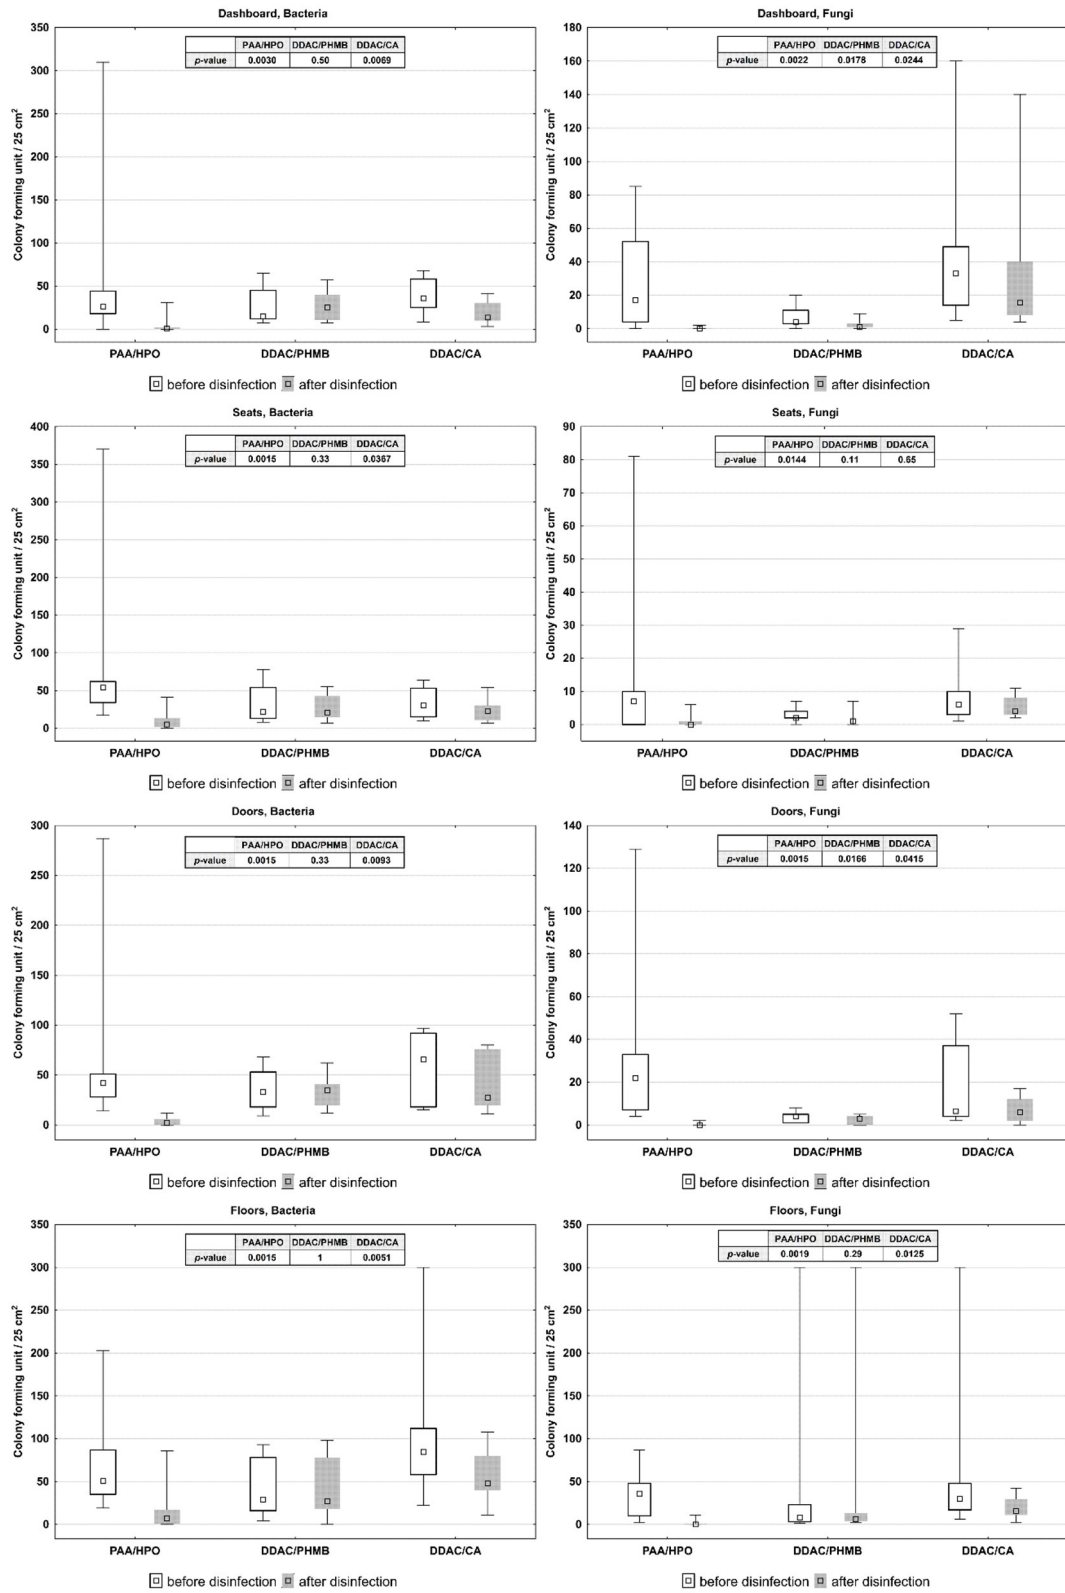 Dashboard, Bacteria
PAA/HPO DDAC/PHMB DDAC/CA
p-value 0.0030 0.50 0.0069
Colony forming unit / 25 cm²
350
300
250
200
150
100
50
0
PAA/HPO DDAC/PHMB DDAC/CA
before disinfection after disinfection
Dashboard, Fungi
PAA/HPO DDAC/PHMB DDAC/CA
p-value 0.0022 0.0178 0.0244
Colony forming unit / 25 cm²
180
160
140
120
100
80
60
40
20
0
PAA/HPO DDAC/PHMB DDAC/CA
before disinfection after disinfection
Seats, Bacteria
PAA/HPO DDAC/PHMB DDAC/CA
p-value 0.0015 0.33 0.0367
Colony forming unit / 25 cm²
400
350
300
250
200
150
100
50
0
PAA/HPO DDAC/PHMB DDAC/CA
before disinfection after disinfection
Seats, Fungi
PAA/HPO DDAC/PHMB DDAC/CA
p-value 0.0144 0.11 0.65
Colony forming unit / 25 cm²
90
80
70
60
50
40
30
20
10
0
PAA/HPO DDAC/PHMB DDAC/CA
before disinfection after disinfection
Doors, Bacteria
PAA/HPO DDAC/PHMB DDAC/CA
p-value 0.0015 0.33 0.0093
Colony forming unit / 25 cm²
300
250
200
150
100
50
0
PAA/HPO DDAC/PHMB DDAC/CA
before disinfection after disinfection
Doors, Fungi
PAA/HPO DDAC/PHMB DDAC/CA
p-value 0.0015 0.0166 0.0415
Colony forming unit / 25 cm²
140
120
100
80
60
40
20
0
PAA/HPO DDAC/PHMB DDAC/CA
before disinfection after disinfection
Floors, Bacteria
PAA/HPO DDAC/PHMB DDAC/CA
p-value 0.0015 1 0.0051
Colony forming unit / 25 cm²
350
300
250
200
150
100
50
0
PAA/HPO DDAC/PHMB DDAC/CA
before disinfection after disinfection
Floors, Fungi
PAA/HPO DDAC/PHMB DDAC/CA
p-value 0.0019 0.29 0.0125
Colony forming unit / 25 cm²
350
300
250
200
150
100
50
0
PAA/HPO DDAC/PHMB DDAC/CA
before disinfection after disinfection